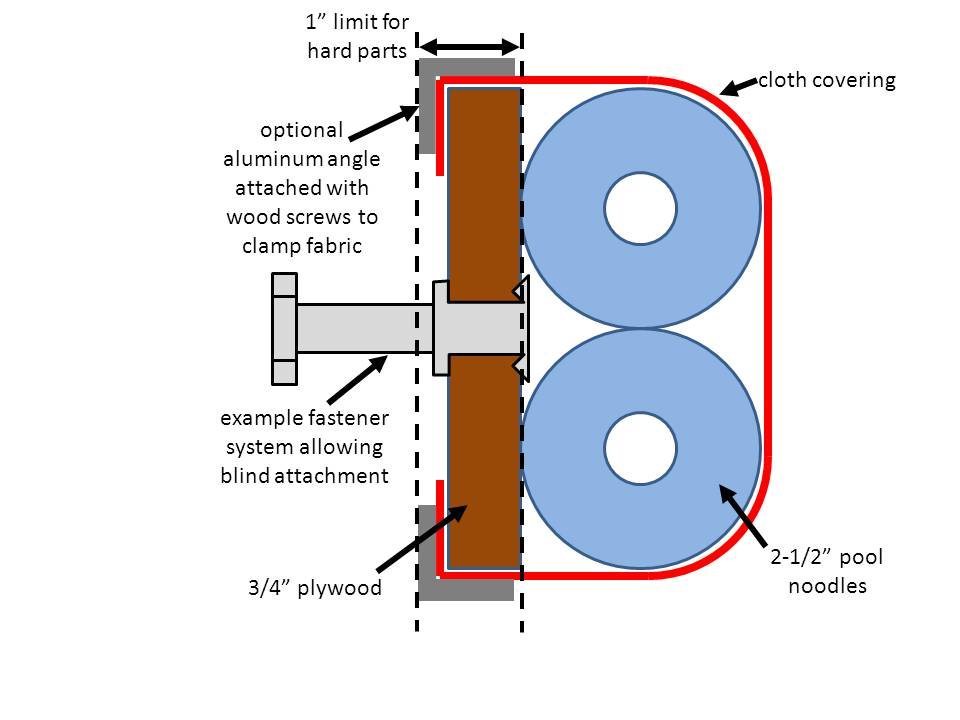 1” limit for
hard parts
cloth covering
optional
aluminum angle
attached with
wood screws to
clamp fabric
example fastener
system allowing
blind attachment
2-1/2” pool
noodles
3/4” plywood